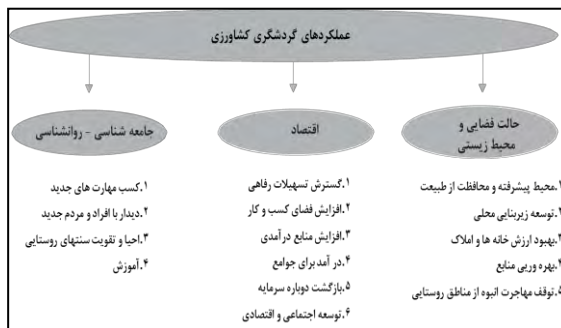 عملکردهای گردشگری کشاورزی
حالت فضایی و
محیط زیستی
۱.محیط پیشرفته و محافظت از طبیعت
۲.توسعه زیربنایی محلی
۳.بهبود ارزش خانه ها و املاک
۴.بهره وریی منابع
۵.توقف مهاجرت انبوه از مناطق روستایی
اقتصاد
۱.گسترش تسهیلات رفاهی
۲.افزایش فضای کسب و کار
۳.افزایش منابع درآمدی
۴.در آمد برای جوامع
۵.بازگشت دوباره سرمایه
۶.توسعه اجتماعی و اقتصادی
جامعه شناسی - روانشناسی
۱.کسب مهارت های جدید
۲.دیدار با افراد و مردم جدید
۳.احیا و تقویت سنتهای روستایی
۴.آموزش